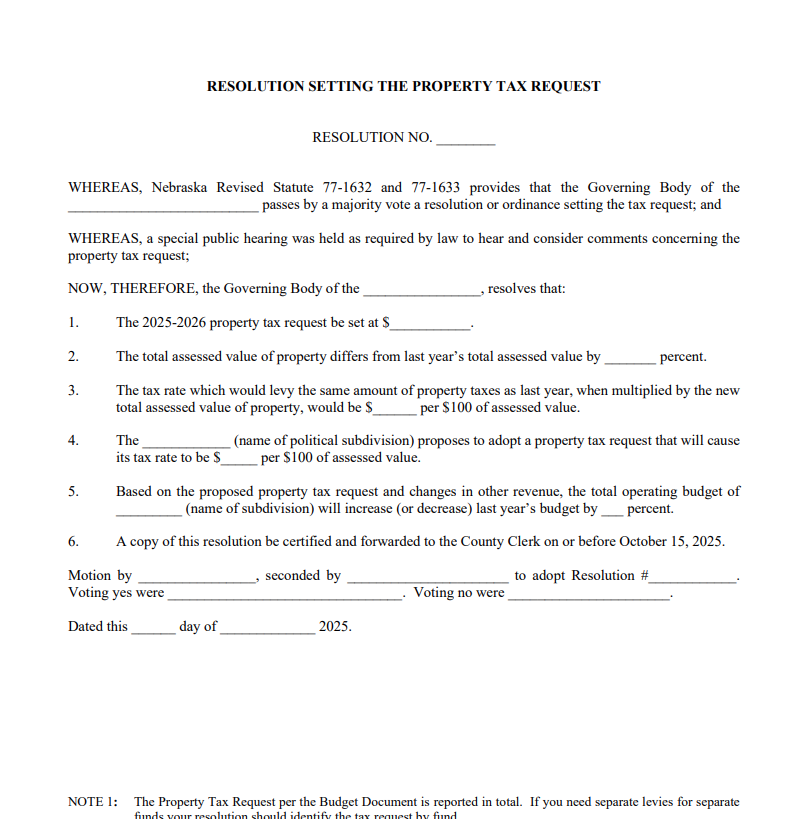 RESOLUTION SETTING THE PROPERTY TAX REQUEST
RESOLUTION NO. ________
WHEREAS, Nebraska Revised Statute 77-1632 and 77-1633 provides that the Governing Body of the
__________________________ passes by a majority vote a resolution or ordinance setting the tax request; and
WHEREAS, a special public hearing was held as required by law to hear and consider comments concerning the
property tax request;
NOW, THEREFORE, the Governing Body of the ________________, resolves that:
1. The 2025-2026 property tax request be set at $___________.
2. The total assessed value of property differs from last year’s total assessed value by _______ percent.
3. The tax rate which would levy the same amount of property taxes as last year, when multiplied by the new
total assessed value of property, would be $______ per $100 of assessed value.
4. The ____________ (name of political subdivision) proposes to adopt a property tax request that will cause
its tax rate to be $_____ per $100 of assessed value.
5. Based on the proposed property tax request and changes in other revenue, the total operating budget of
_________ (name of subdivision) will increase (or decrease) last year’s budget by ___ percent.
6. A copy of this resolution be certified and forwarded to the County Clerk on or before October 15, 2025.
Motion by ________________, seconded by ______________________ to adopt Resolution #____________.
Voting yes were ________________________________. Voting no were ______________________.
Dated this ______ day of _____________ 2025.
NOTE 1: The Property Tax Request per the Budget Document is reported in total. If you need separate levies for separate
funds your resolution should identify the tax request by fund